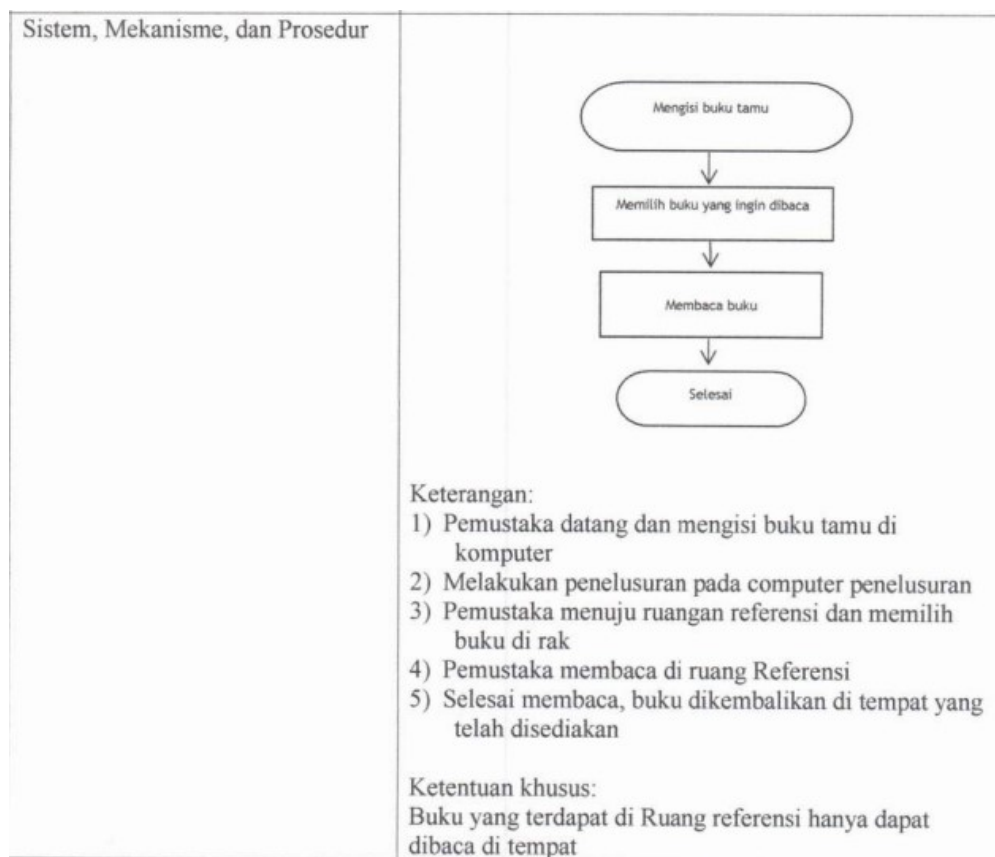 Sistem, Mekanisme, dan Prosedur
Mengisi buku tamu
Memilih buku yang ingin dibaca
Membaca buku
Selesai
Keterangan:
1) Pemustaka datang dan mengisi buku tamu di
komputer
2) Melakukan penelusuran pada computer penelusuran
3) Pemustaka menuju ruangan referensi dan memilih
buku di rak
4) Pemustaka membaca di ruang Referensi
5) Selesai membaca, buku dikembalikan di tempat yang
telah disediakan
Ketentuan khusus:
Buku yang terdapat di Ruang referensi hanya dapat
dibaca di tempat